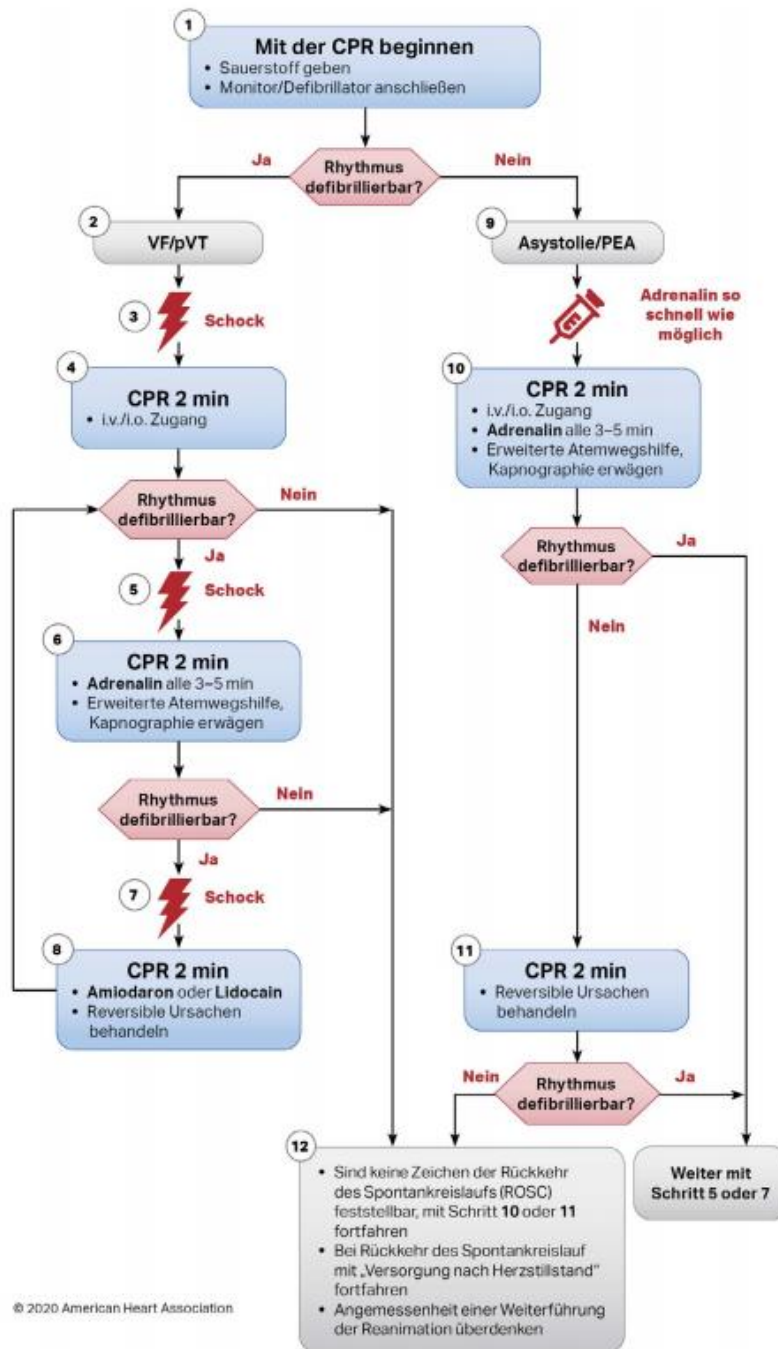 1
Mit der CPR beginnen
• Sauerstoff geben
• Monitor/Defibrillator anschließen
Ja
Rhythmus
defibrillierbar?
Nein
2
VF/pVT
9
Asystolie/PEA
3
Schock
Adrenalin so
schnell wie
möglich
4
CPR 2 min
• i.v./i.o. Zugang
10
CPR 2 min
• i.v./i.o. Zugang
• Adrenalin alle 3–5 min
• Erweiterte Atemwegshilfe,
Kapnographie erwägen
Rhythmus
defibrillierbar?
Nein
Ja
Rhythmus
defibrillierbar?
Ja
Nein
5
Schock
6
CPR 2 min
• Adrenalin alle 3–5 min
• Erweiterte Atemwegshilfe,
Kapnographie erwägen
Rhythmus
defibrillierbar?
Nein
Ja
7
Schock
8
CPR 2 min
• Amiodaron oder Lidocain
• Reversible Ursachen
behandeln
11
CPR 2 min
• Reversible Ursachen
behandeln
Nein
Rhythmus
defibrillierbar?
Ja
12
• Sind keine Zeichen der Rückkehr
des Spontankreislaufs (ROSC)
feststellbar, mit Schritt 10 oder 11
fortfahren
• Bei Rückkehr des Spontankreislauf
mit „Versorgung nach Herzstillstand“
fortfahren
• Angemessenheit einer Weiterführung
der Reanimation überdenken
Weiter mit
Schritt 5 oder 7
© 2020 American Heart Association